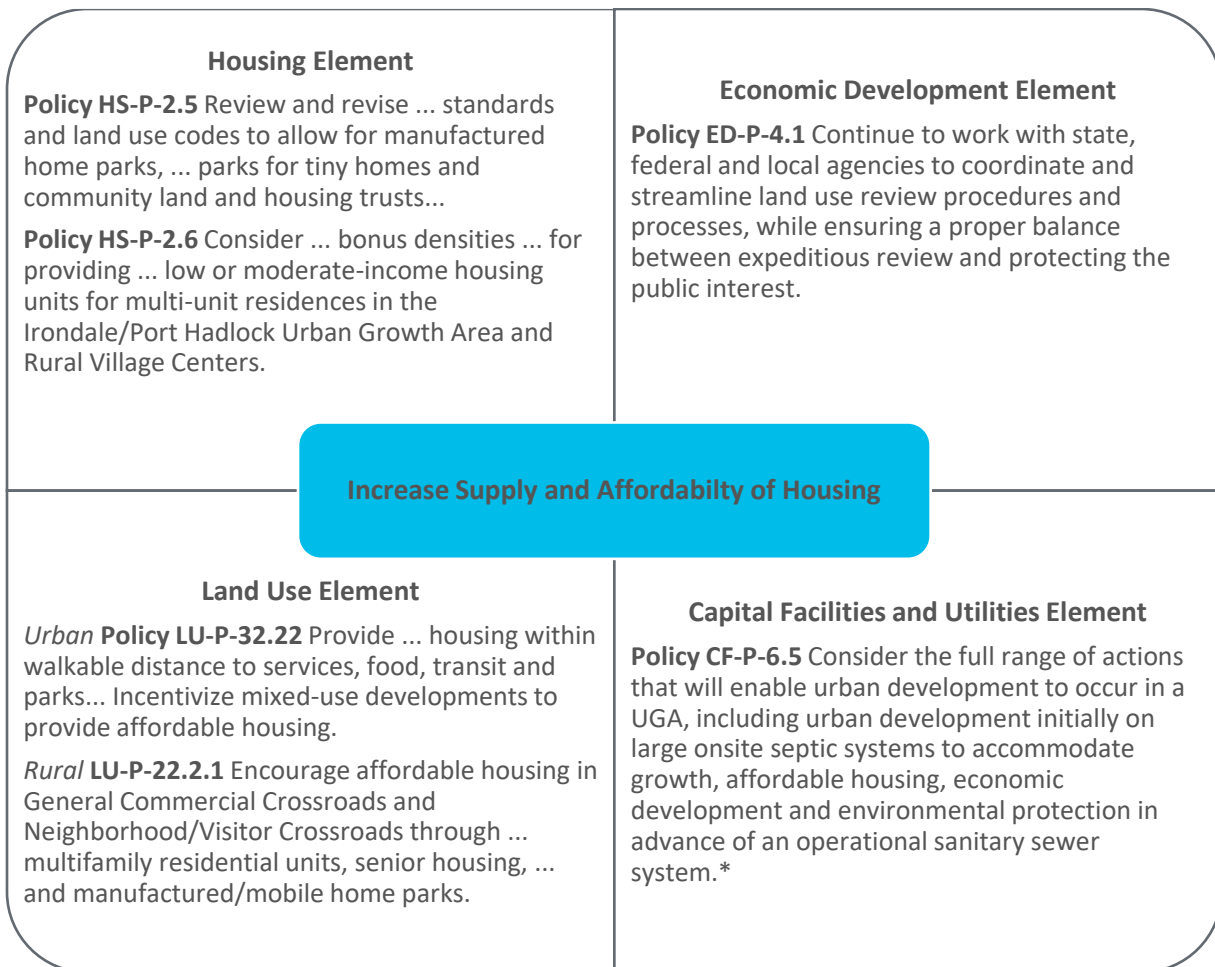 Housing Element
Policy HS-P-2.5 Review and revise ... standards
and land use codes to allow for manufactured
home parks, ... parks for tiny homes and
community land and housing trusts...
Policy HS-P-2.6 Consider ... bonus densities ... for
providing ... low or moderate-income housing
units for multi-unit residences in the
Irondale/Port Hadlock Urban Growth Area and
Rural Village Centers.
Economic Development Element
Policy ED-P-4.1 Continue to work with state,
federal and local agencies to coordinate and
streamline land use review procedures and
processes, while ensuring a proper balance
between expeditious review and protecting the
public interest.
Increase Supply and Affordabilty of Housing
Land Use Element
Urban Policy LU-P-32.22 Provide ... housing within
walkable distance to services, food, transit and
parks... Incentivize mixed-use developments to
provide affordable housing.
Rural LU-P-22.2.1 Encourage affordable housing in
General Commercial Crossroads and
Neighborhood/Visitor Crossroads through ...
multifamily residential units, senior housing, ...
and manufactured/mobile home parks.
Capital Facilities and Utilities Element
Policy CF-P-6.5 Consider the full range of actions
that will enable urban development to occur in a
UGA, including urban development initially on
large onsite septic systems to accommodate
growth, affordable housing, economic
development and environmental protection in
advance of an operational sanitary sewer
system.*